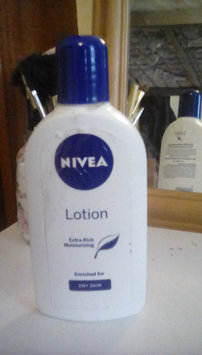 NIVEA
Lotion
Extra Rich
Moisturising
Enriched for
DRY SKIN